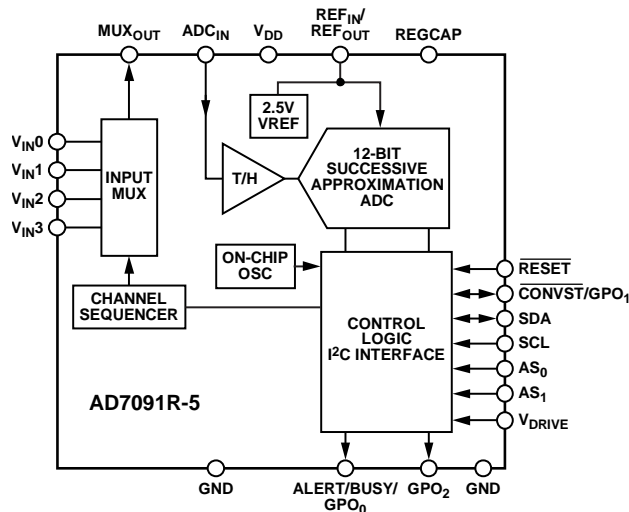 MUXOUT
ADCIN
VDD
REFIN/
REFOUT
REGCAP
2.5V
VREF
VIN0
VIN1
VIN2
VIN3
INPUT
MUX
T/H
12-BIT
SUCCESSIVE
APPROXIMATION
ADC
ON-CHIP
OSC
CHANNEL
SEQUENCER
CONTROL
LOGIC
I2C INTERFACE
RESET
CONVST/GPO1
SDA
SCL
AS0
AS1
VDRIVE
AD7091R-5
GND
ALERT/BUSY/
GPO0
GPO2
GND